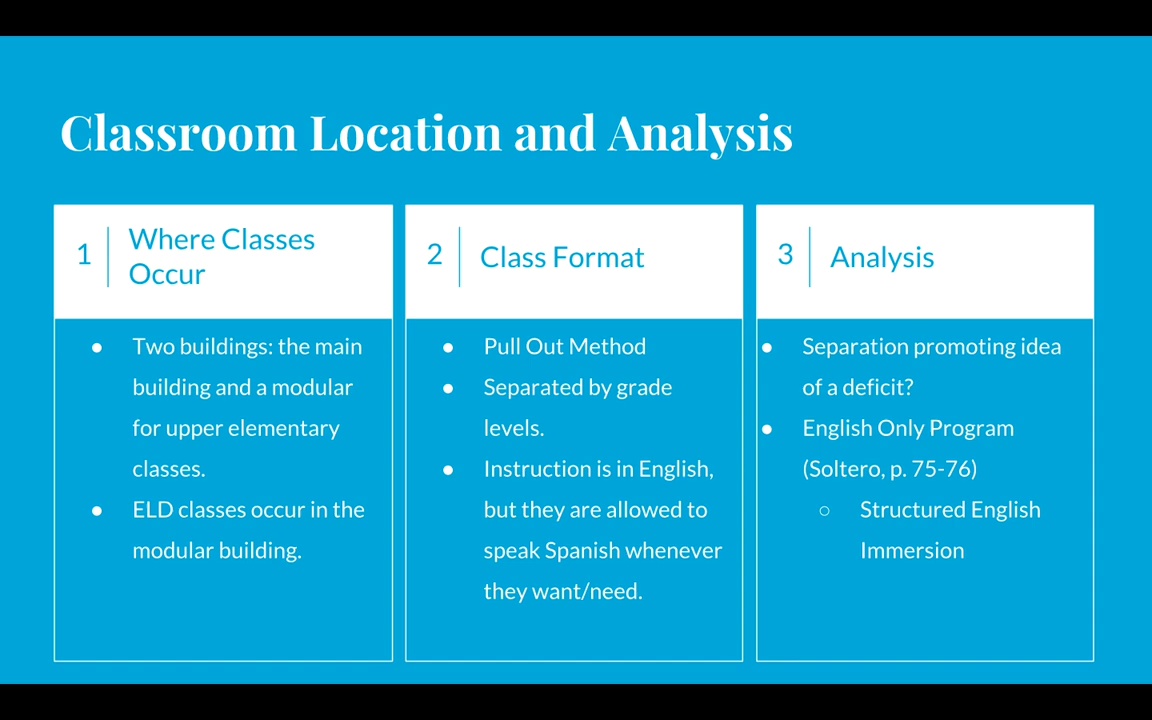 Classroom Location and Analysis
1
Where Classes
Occur
● Two buildings: the main
building and a modular
for upper elementary
classes.
● ELD classes occur in the
modular building.
2
Class Format
● Pull Out Method
● Separated by grade
levels.
● Instruction is in English,
but they are allowed to
speak Spanish whenever
they want/need.
3
Analysis
● Separation promoting idea
of a deficit?
● English Only Program
(Soltero, p. 75-76)
○ Structured English
Immersion